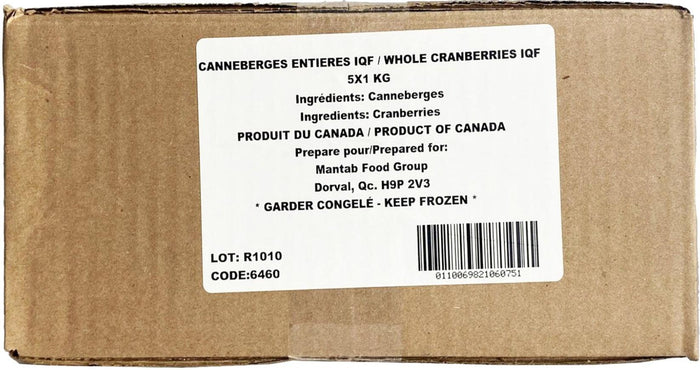 CANNEBERGES ENTIERES IQF / WHOLE CRANBERRIES IQF
5X1 KG
Ingrédients: Canneberges
Ingredients: Cranberries
PRODUIT DU CANADA / PRODUCT OF CANADA
Prepare pour/Prepared for:
Mantab Food Group
Dorval, Qc. H9P 2V3
* GARDER CONGELÉ - KEEP FROZEN *
LOT: R1010
CODE:6460
0110069821060751